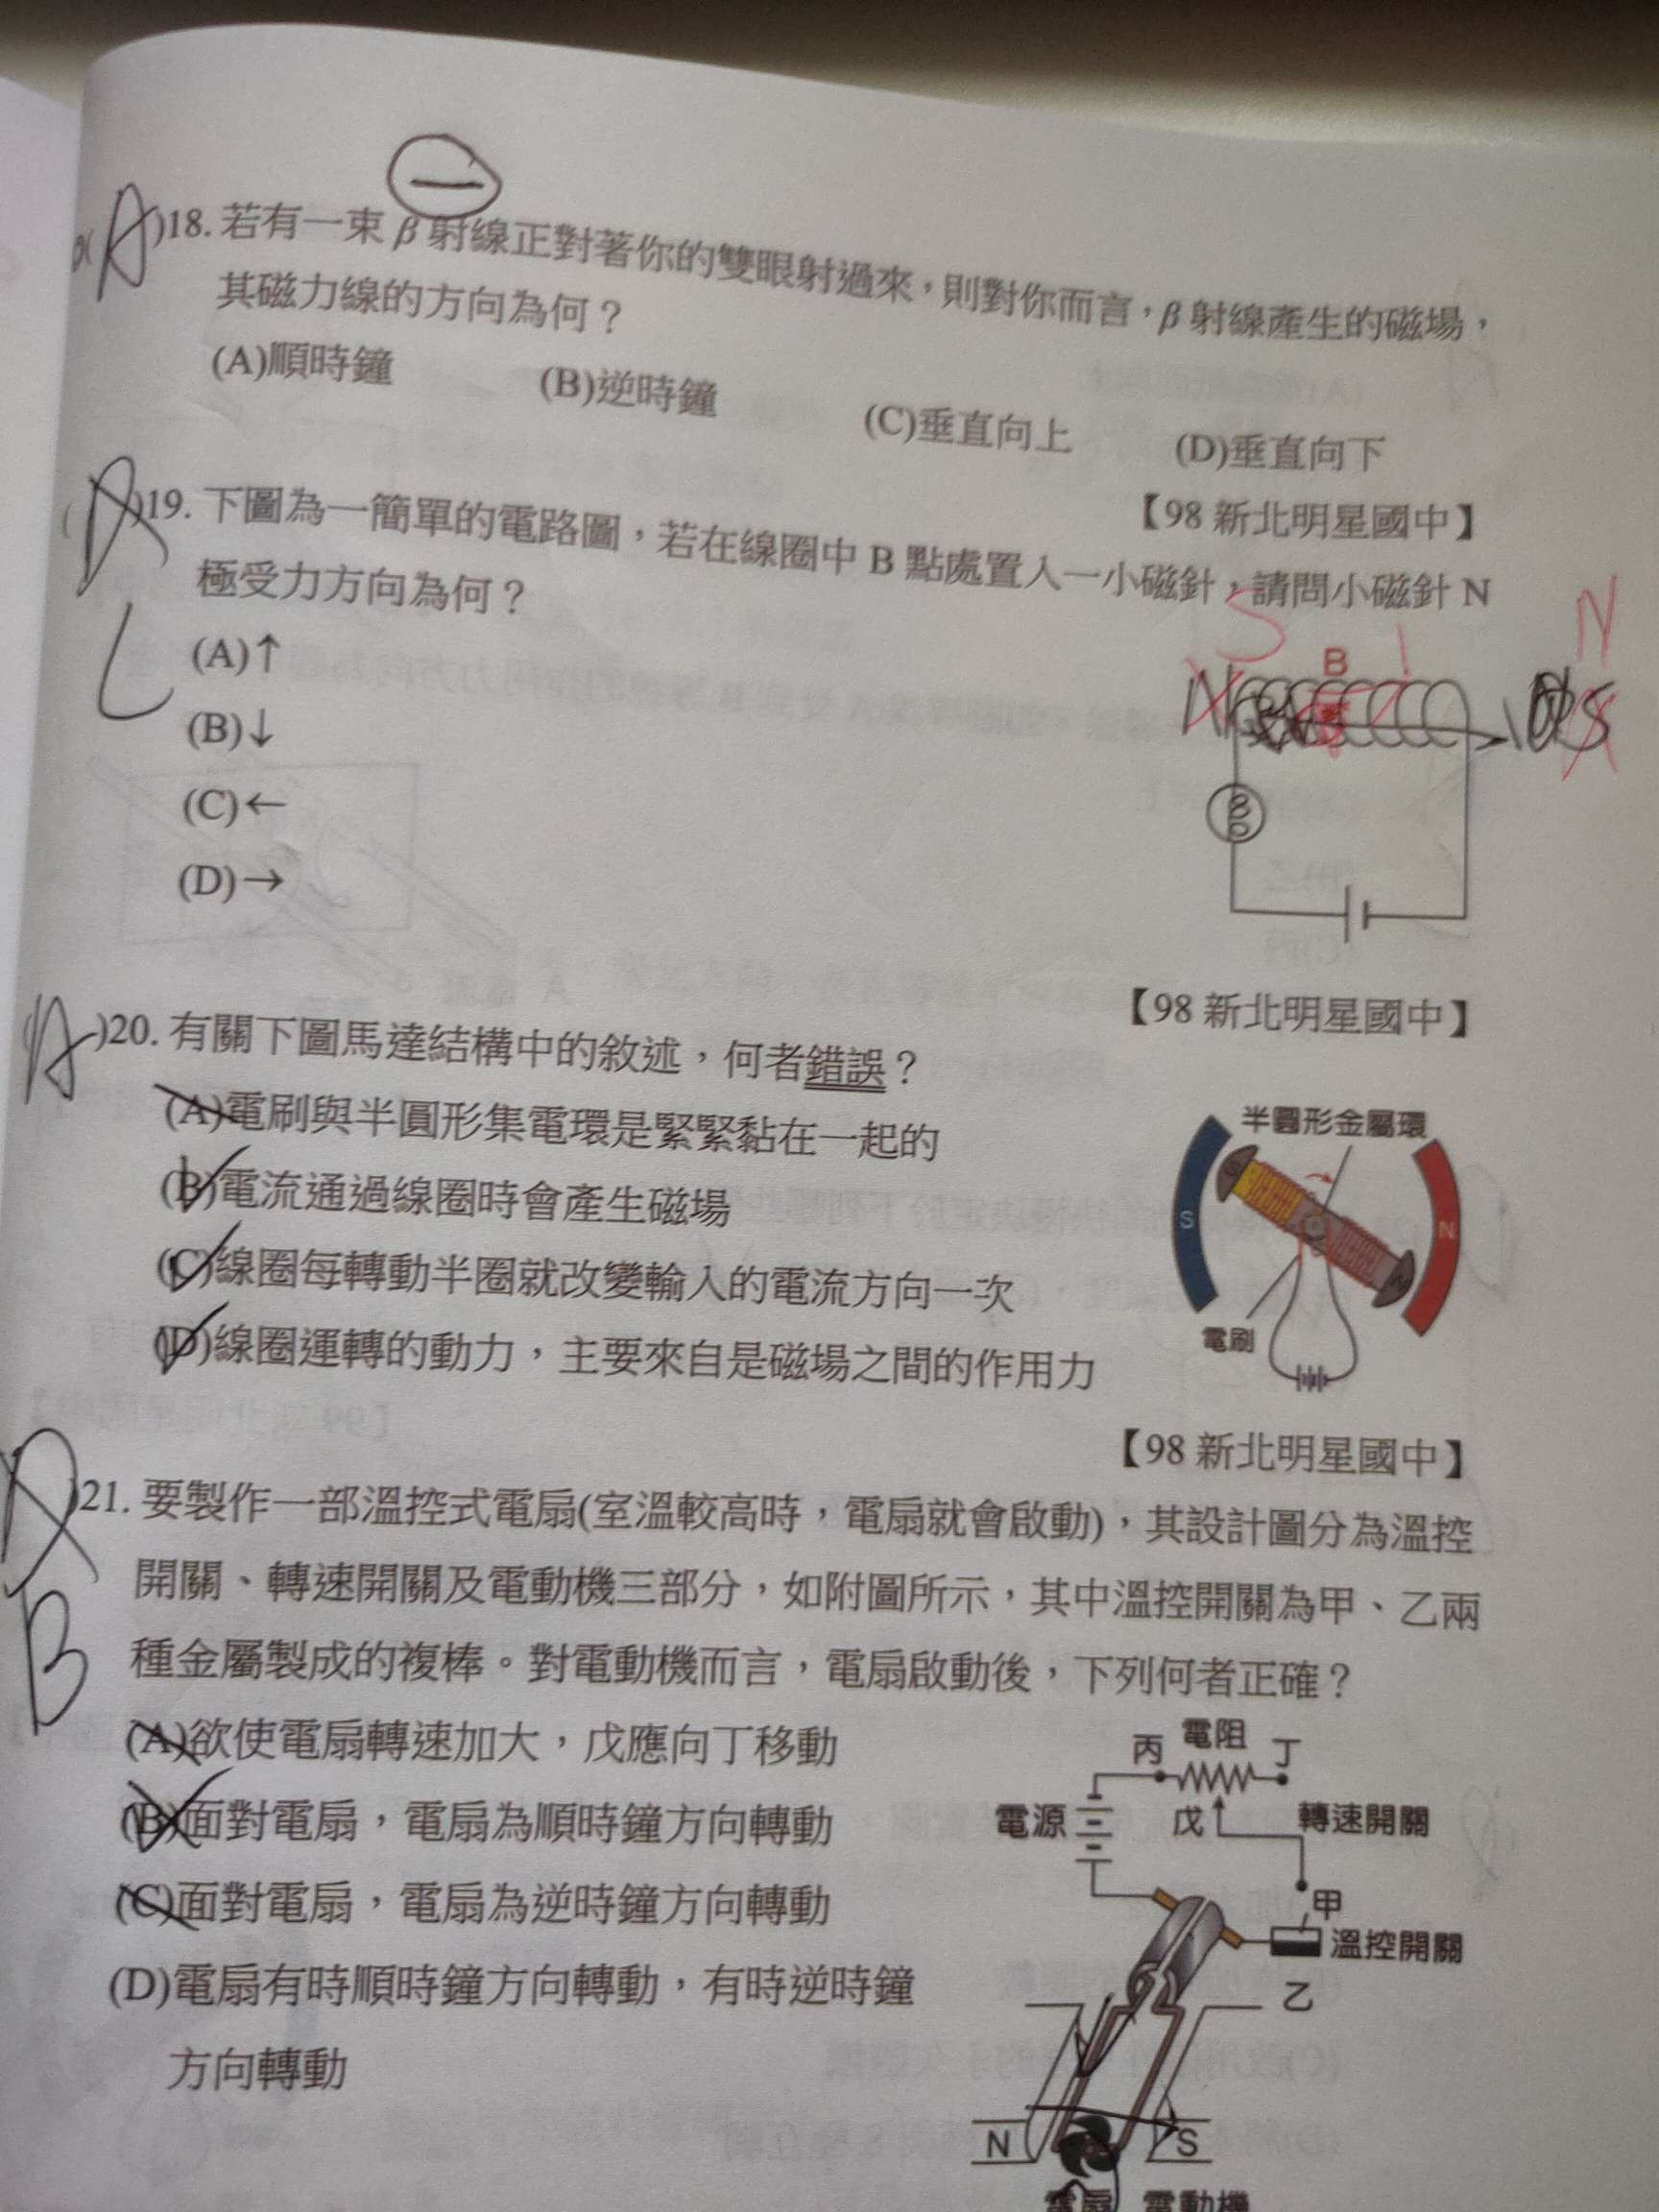 A)18. 若有一束β射線正對著你的雙眼射過來，則對你而言，β射線產生的磁場，
其磁力線的方向為何？
(A)順時鐘 (B)逆時鐘 (C)垂直向上 (D)垂直向下
【98 新北明星國中】
( )19. 下圖為一簡單的電路圖，若在線圈中 B 點處置入一小磁針，請問小磁針 N
極受力方向為何？
(A)↑
(B)↓
(C)←
(D)→
S
N
B
N
S
【98 新北明星國中】
(A)20. 有關下圖馬達結構中的敘述，何者錯誤？
(A)電刷與半圓形集電環是緊緊黏在一起的
(B)電流通過線圈時會產生磁場
(C)線圈每轉動半圈就改變輸入的電流方向一次
(D)線圈運轉的動力，主要來自是磁場之間的作用力
半圓形金屬環
S
N
電刷
【98 新北明星國中】
)21. 要製作一部溫控式電扇(室溫較高時，電扇就會啟動)，其設計圖分為溫控
B
開關、轉速開關及電動機三部分，如附圖所示，其中溫控開關為甲、乙兩
種金屬製成的複棒。對電動機而言，電扇啟動後，下列何者正確？
(A)欲使電扇轉速加大，戊應向丁移動
(B)面對電扇，電扇為順時鐘方向轉動
(C)面對電扇，電扇為逆時鐘方向轉動
(D)電扇有時順時鐘方向轉動，有時逆時鐘
方向轉動
丙 電阻 丁
電源 戊 轉速開關
甲
溫控開關
乙
N S
電扇 電動機